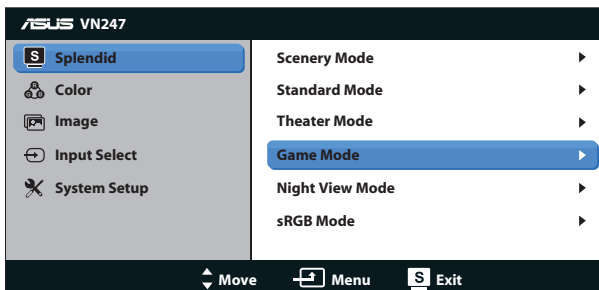 ASUS VN247
S Splendid
Color
Image
Input Select
System Setup
Scenery Mode
Standard Mode
Theater Mode
Game Mode
Night View Mode
sRGB Mode
Move Menu S Exit